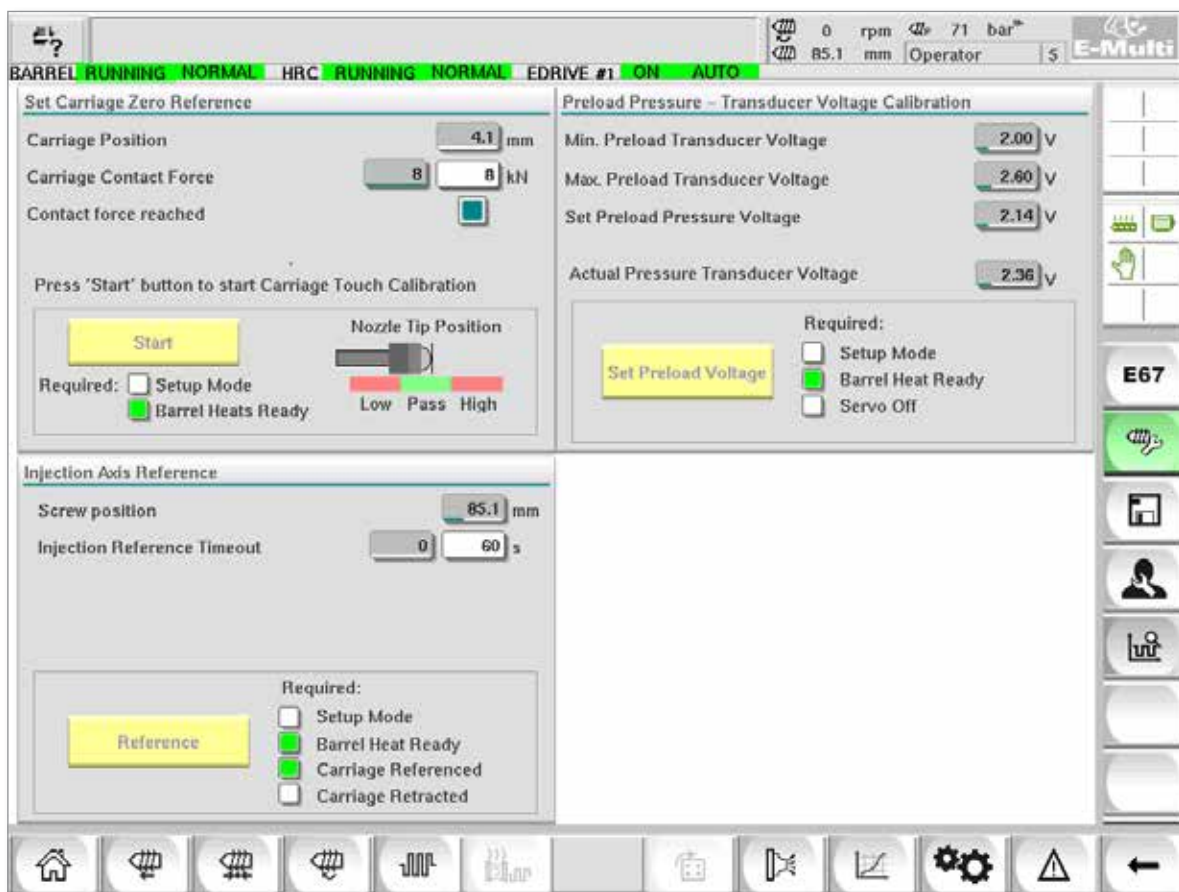 0 rpm 71 bar
85.1 mm Operator 5
E-Multi
BARREL RUNNING NORMAL HRC RUNNING NORMAL EDRIVE #1 ON AUTO
Set Carriage Zero Reference
Carriage Position 4.1 mm
Carriage Contact Force 8 8 kN
Contact force reached
Press 'Start' button to start Carriage Touch Calibration
Start
Required: Setup Mode
Barrel Heats Ready
Nozzle Tip Position
Low Pass High
Preload Pressure – Transducer Voltage Calibration
Min. Preload Transducer Voltage 2.00 V
Max. Preload Transducer Voltage 2.60 V
Set Preload Pressure Voltage 2.14 V
Actual Pressure Transducer Voltage 2.36 V
Set Preload Voltage
Required:
Setup Mode
Barrel Heat Ready
Servo Off
Injection Axis Reference
Screw position 85.1 mm
Injection Reference Timeout 0 60 s
Reference
Required:
Setup Mode
Barrel Heat Ready
Carriage Referenced
Carriage Retracted
E67